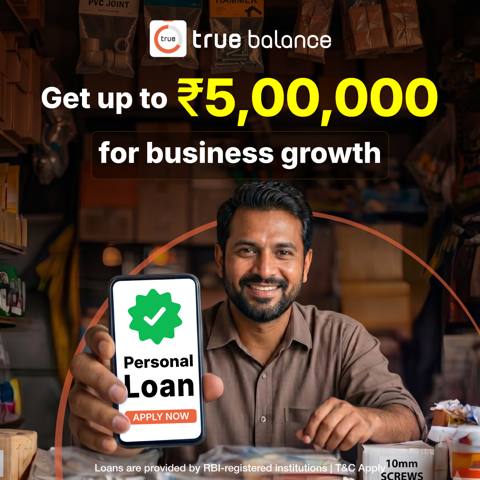 PVC JOINT
HAMMER
true
true balance
Get up to ₹5,00,000
for business growth
Personal
Loan
APPLY NOW
10mm
SCREWS
Loans are provided by RBI-registered institutions | T&C Apply